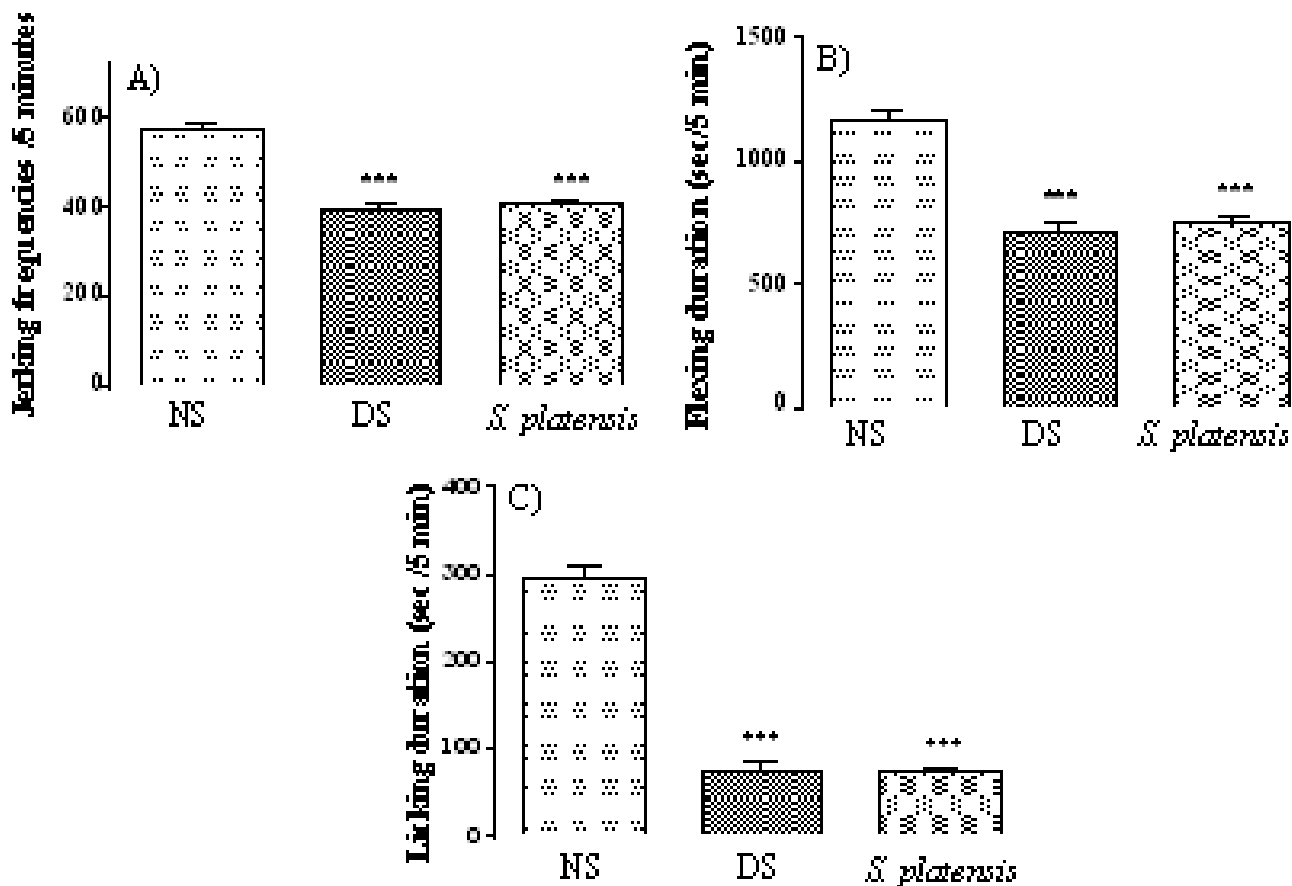 A)
Jerking frequencies /5 minutes
600
400
200
0
***
***
NS
DS
S. platensis
B)
Flexing duration (sec/5 min)
1500
1000
500
0
***
***
NS
DS
S. platensis
C)
Licking duration (sec /5 min)
400
300
200
100
0
***
***
NS
DS
S. platensis